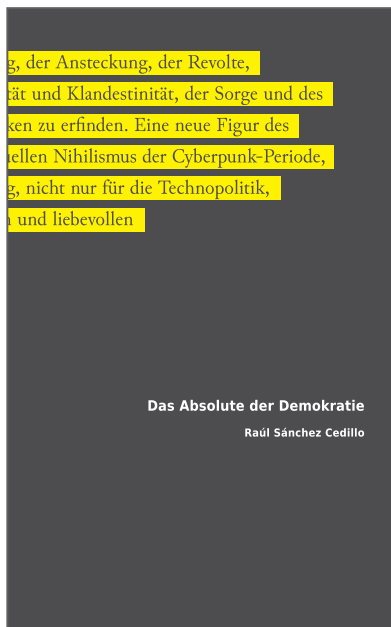 g, der Ansteckung, der Revolte,
tät und Klandestinität, der Sorge und des
ken zu erfinden. Eine neue Figur des
uellen Nihilismus der Cyberpunk-Periode,
g, nicht nur für die Technopolitik,
und liebevollen
Das Absolute der Demokratie
Raúl Sánchez Cedillo